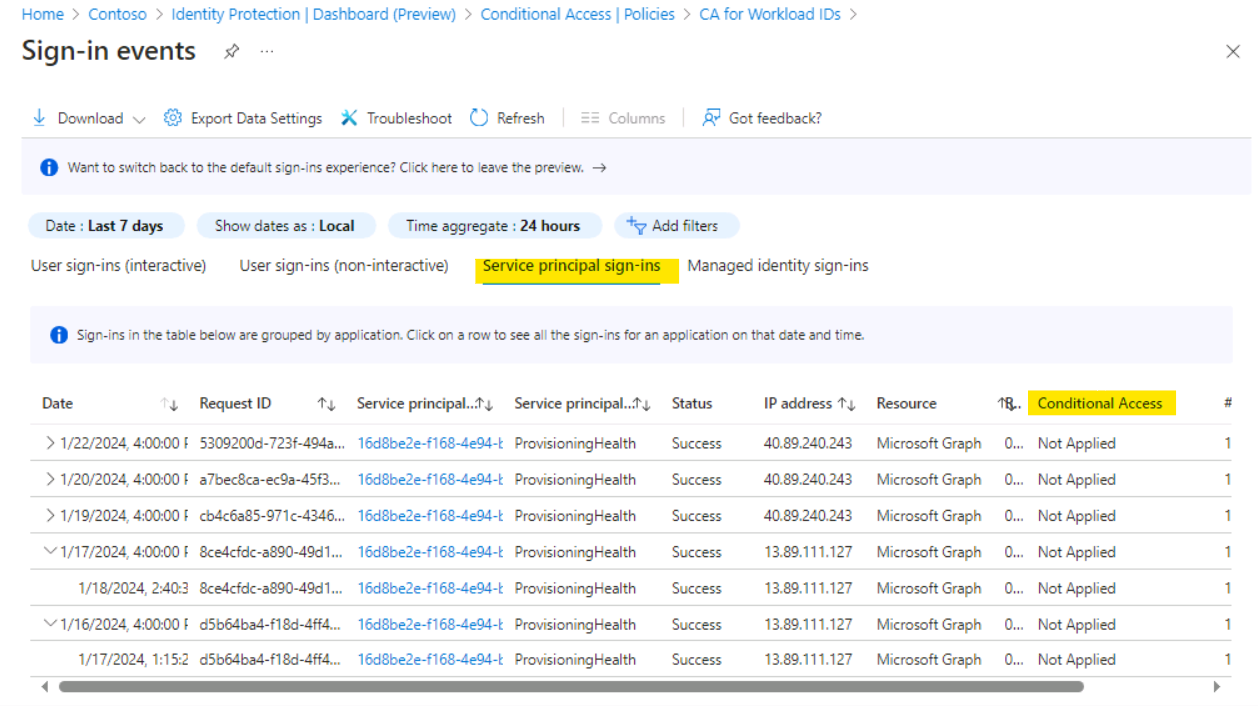 Home > Contoso > Identity Protection | Dashboard (Preview) > Conditional Access | Policies > CA for Workload IDs >
Sign-in events
Download Export Data Settings Troubleshoot Refresh Columns Got feedback?
Want to switch back to the default sign-ins experience? Click here to leave the preview. →
Date : Last 7 days Show dates as : Local Time aggregate : 24 hours Add filters
User sign-ins (interactive) User sign-ins (non-interactive) Service principal sign-ins Managed identity sign-ins
Sign-ins in the table below are grouped by application. Click on a row to see all the sign-ins for an application on that date and time.
Date Request ID Service principal... Service principal... Status IP address Resource Conditional Access #
1/22/2024, 4:00:00 5309200d-723f-494a... 16d8be2e-f168-4e94- ProvisioningHealth Success 40.89.240.243 Microsoft Graph 0... Not Applied 1
1/20/2024, 4:00:00 a7bec8ca-ec9a-45f3... 16d8be2e-f168-4e94- ProvisioningHealth Success 40.89.240.243 Microsoft Graph 0... Not Applied 1
1/19/2024, 4:00:00 cb4c6a85-971c-4346... 16d8be2e-f168-4e94- ProvisioningHealth Success 40.89.240.243 Microsoft Graph 0... Not Applied 1
1/17/2024, 4:00:00 8ce4cfdc-a890-49d1... 16d8be2e-f168-4e94- ProvisioningHealth Success 13.89.111.127 Microsoft Graph 0... Not Applied 1
1/18/2024, 2:40:3 8ce4cfdc-a890-49d1... 16d8be2e-f168-4e94- ProvisioningHealth Success 13.89.111.127 Microsoft Graph 0... Not Applied 1
1/16/2024, 4:00:00 d5b64ba4-f18d-4ff4... 16d8be2e-f168-4e94- ProvisioningHealth Success 13.89.111.127 Microsoft Graph 0... Not Applied 1
1/17/2024, 1:15:2 d5b64ba4-f18d-4ff4... 16d8be2e-f168-4e94- ProvisioningHealth Success 13.89.111.127 Microsoft Graph 0... Not Applied 1